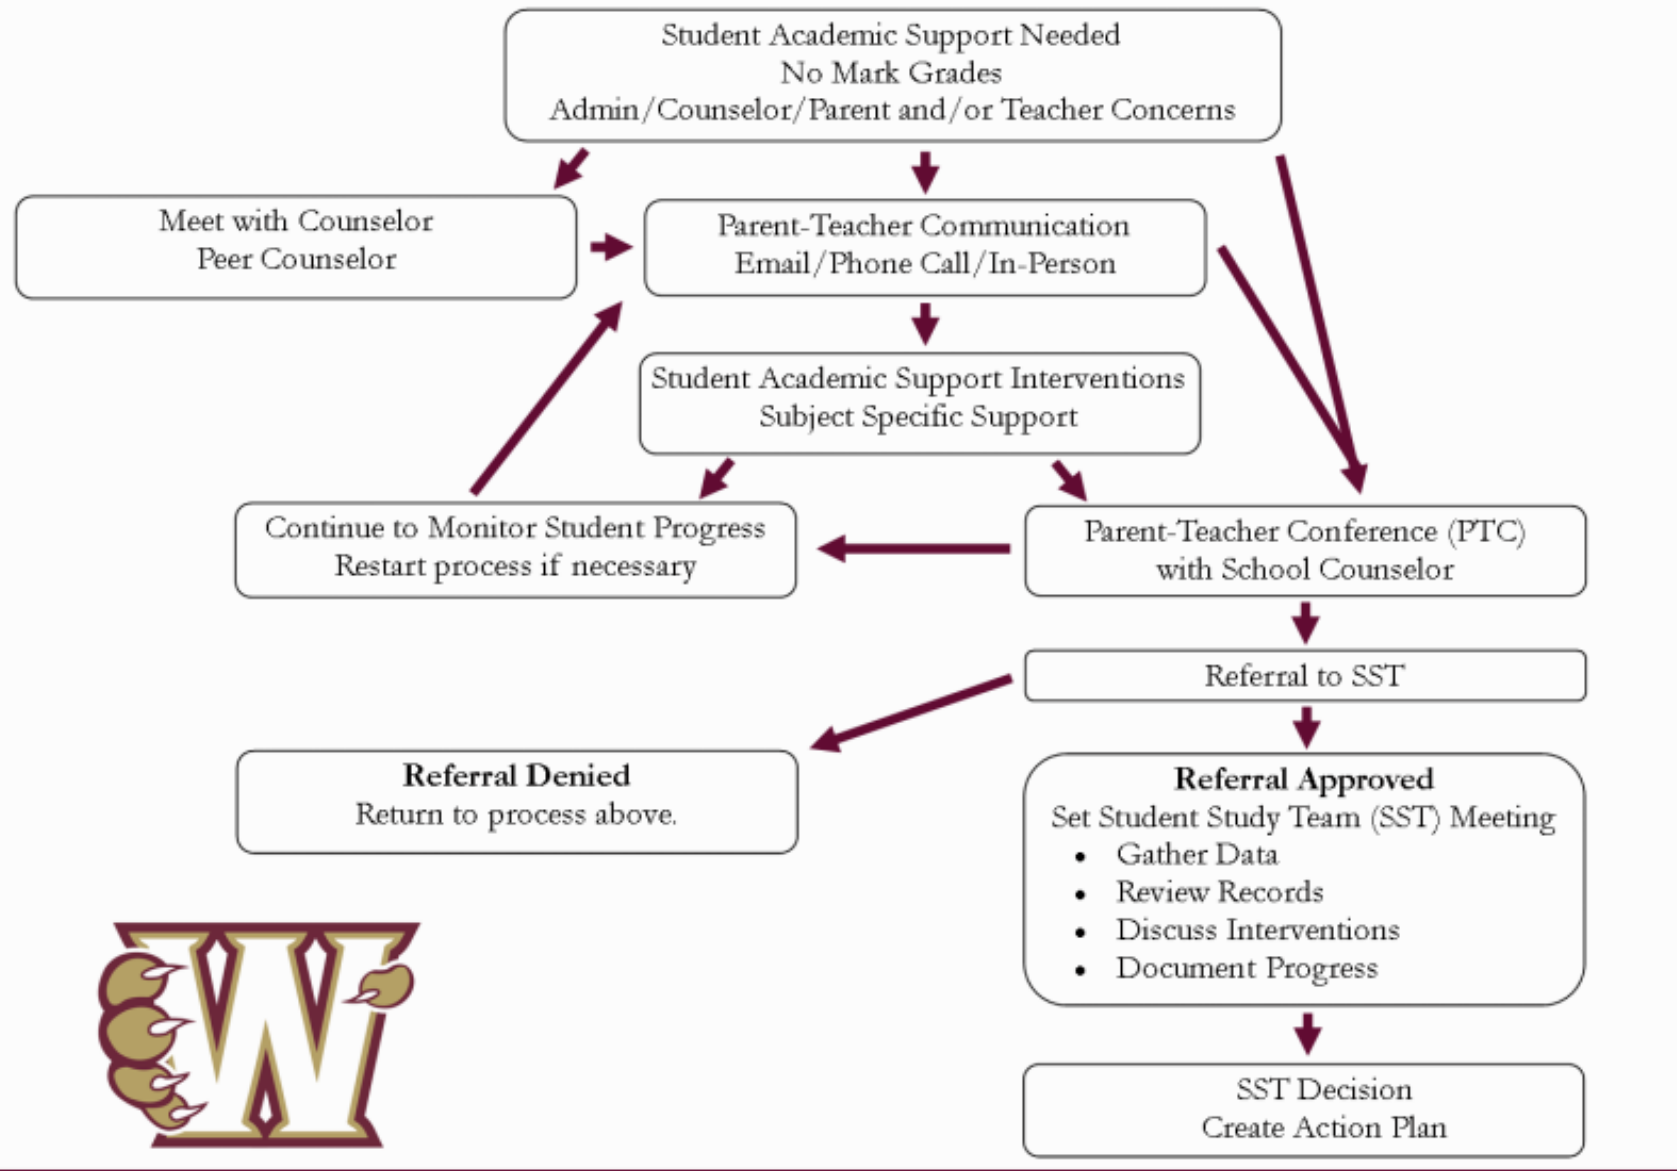 Student Academic Support Needed
No Mark Grades
Admin/Counselor/Parent and/or Teacher Concerns
Meet with Counselor
Peer Counselor
Parent-Teacher Communication
Email/Phone Call/In-Person
Student Academic Support Interventions
Subject Specific Support
Continue to Monitor Student Progress
Restart process if necessary
Parent-Teacher Conference (PTC)
with School Counselor
Referral to SST
Referral Denied
Return to process above.
Referral Approved
Set Student Study Team (SST) Meeting
• Gather Data
• Review Records
• Discuss Interventions
• Document Progress
SST Decision
Create Action Plan
W